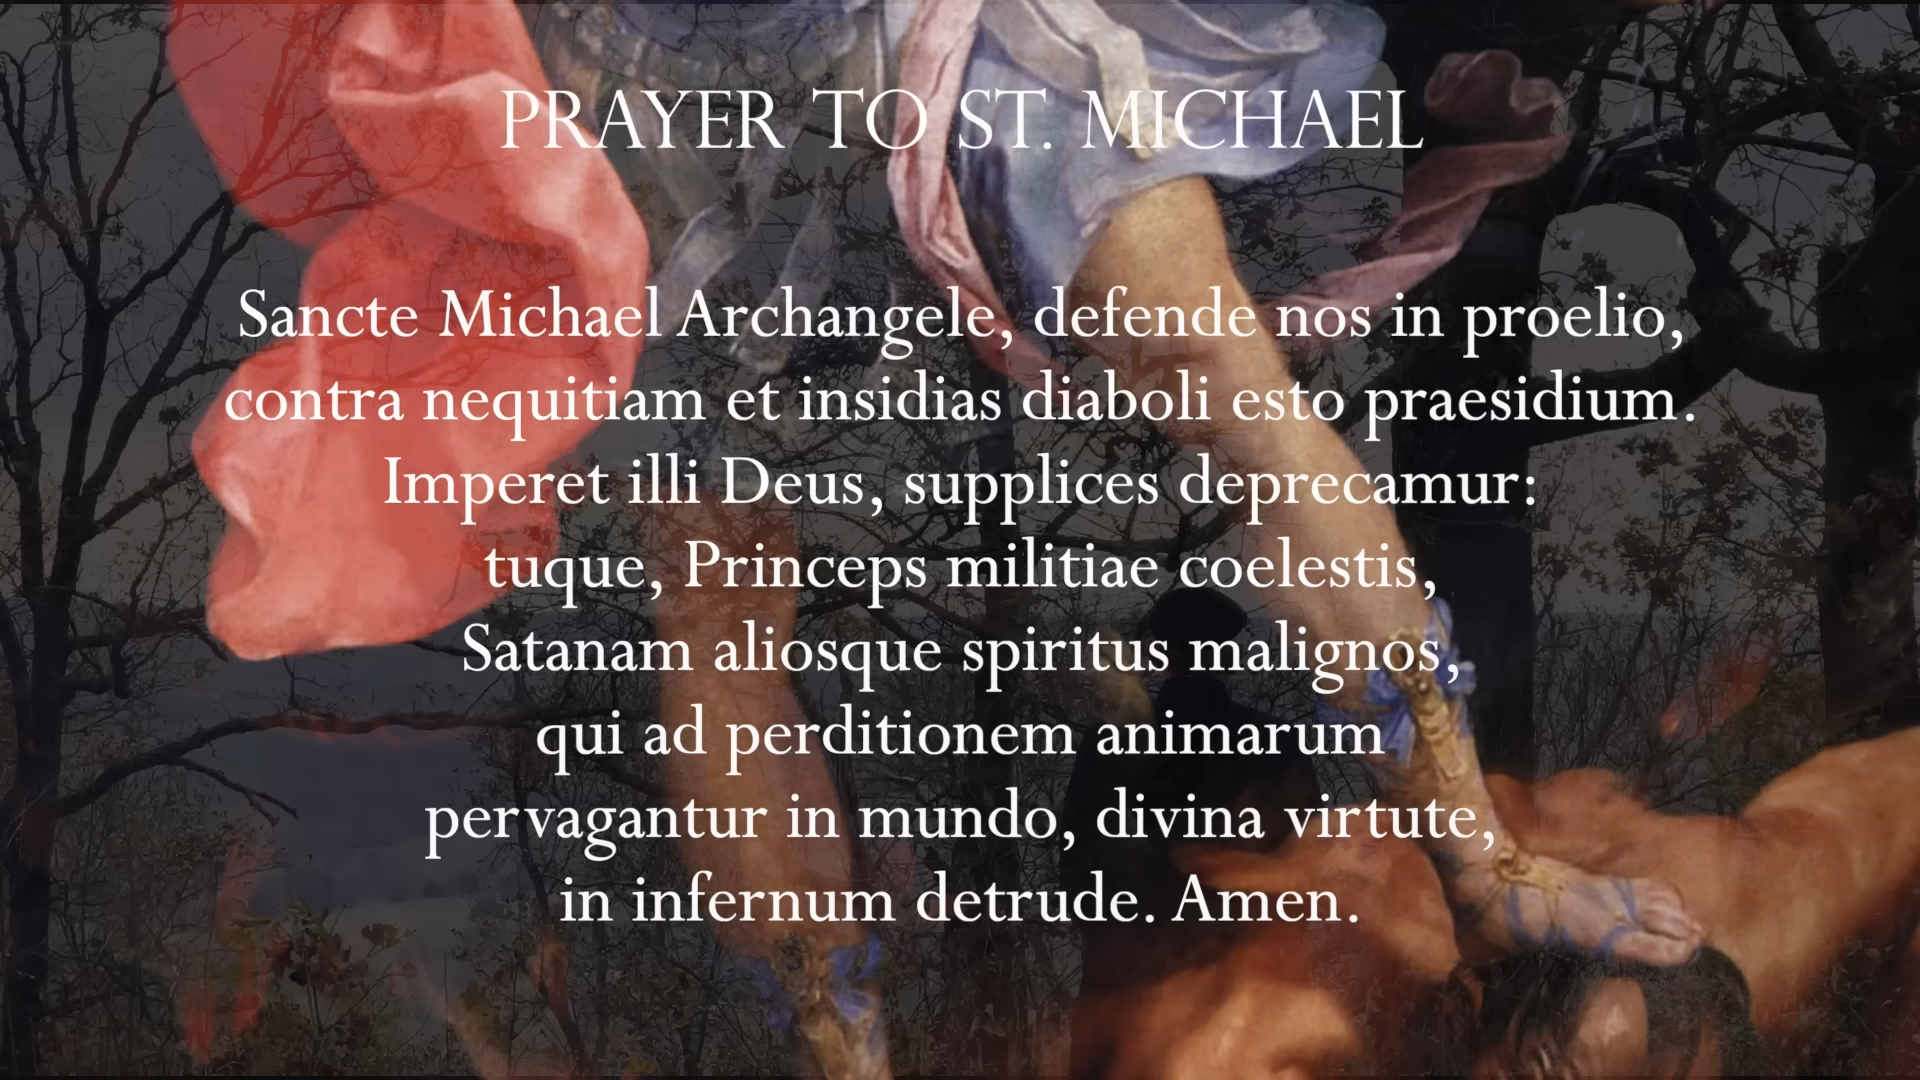 PRAYER TO ST. MICHAEL
Sancte Michael Archangele, defende nos in proelio,
contra nequitiam et insidias diaboli esto praesidium.
Imperet illi Deus, supplices deprecamur:
tuque, Princeps militiae coelestis,
Satanam aliosque spiritus malignos,
qui ad perditionem animarum
pervagantur in mundo, divina virtute,
in infernum detrude. Amen.